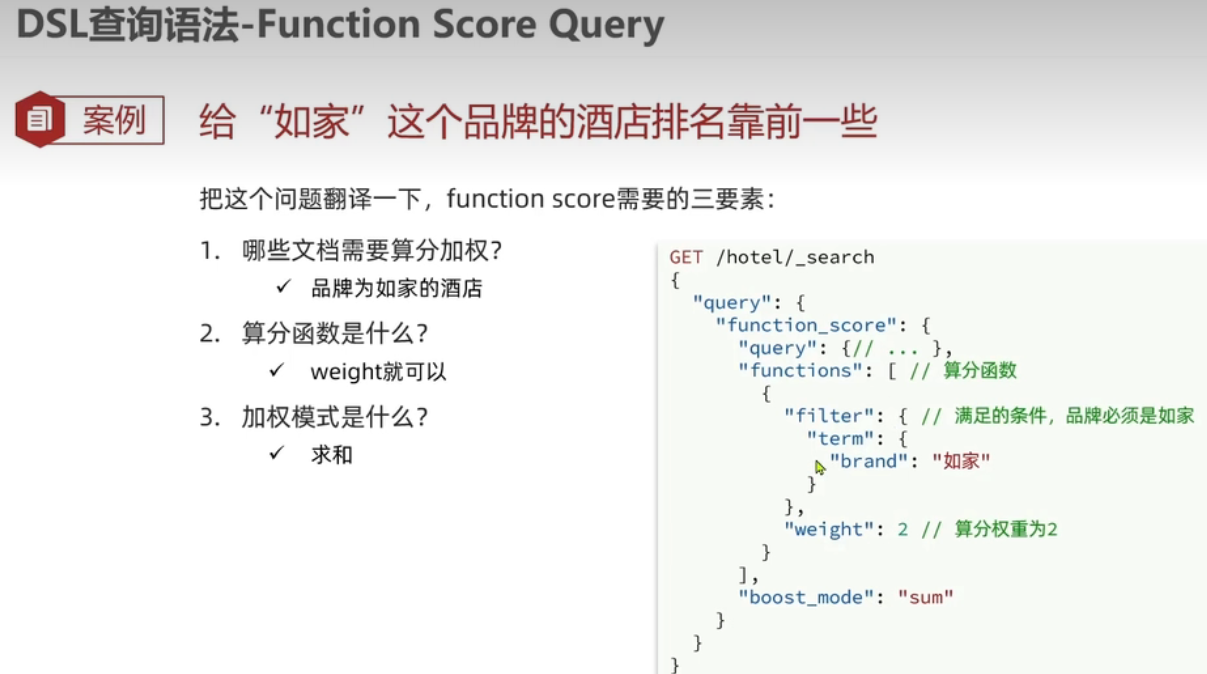 DSL查询语法-Function Score Query
案例
给“如家”这个品牌的酒店排名靠前一些
把这个问题翻译一下，function score需要的三要素：
1. 哪些文档需要算分加权？
✓ 品牌为如家的酒店
2. 算分函数是什么？
✓ weight就可以
3. 加权模式是什么？
✓ 求和
GET /hotel/_search
{
  "query": {
    "function_score": {
      "query": {// ... },
      "functions": [ // 算分函数
        {
          "filter": { // 满足的条件，品牌必须是如家
            "term": {
              "brand": "如家"
            }
          },
          "weight": 2 // 算分权重为2
        }
      ],
      "boost_mode": "sum"
    }
  }
}